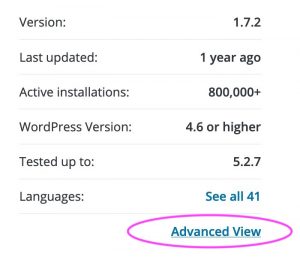 Version: 1.7.2
Last updated: 1 year ago
Active installations: 800,000+
WordPress Version: 4.6 or higher
Tested up to: 5.2.7
Languages: See all 41
Advanced View